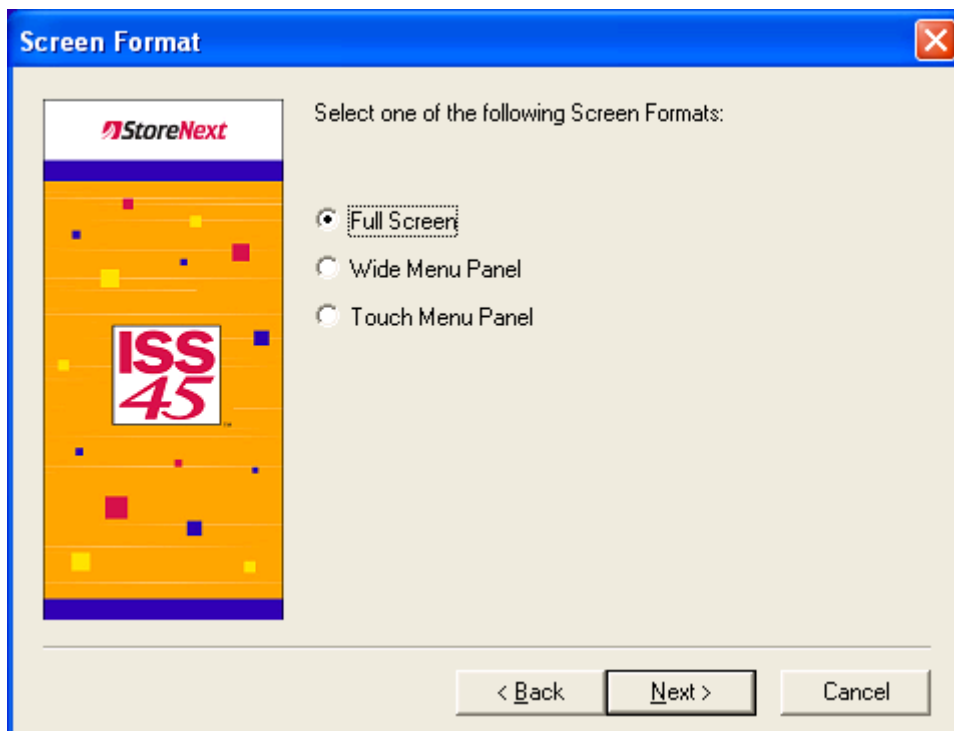 Screen Format
StoreNext
Select one of the following Screen Formats:
Full Screen
Wide Menu Panel
Touch Menu Panel
ISS
45
TM
< Back
Next >
Cancel